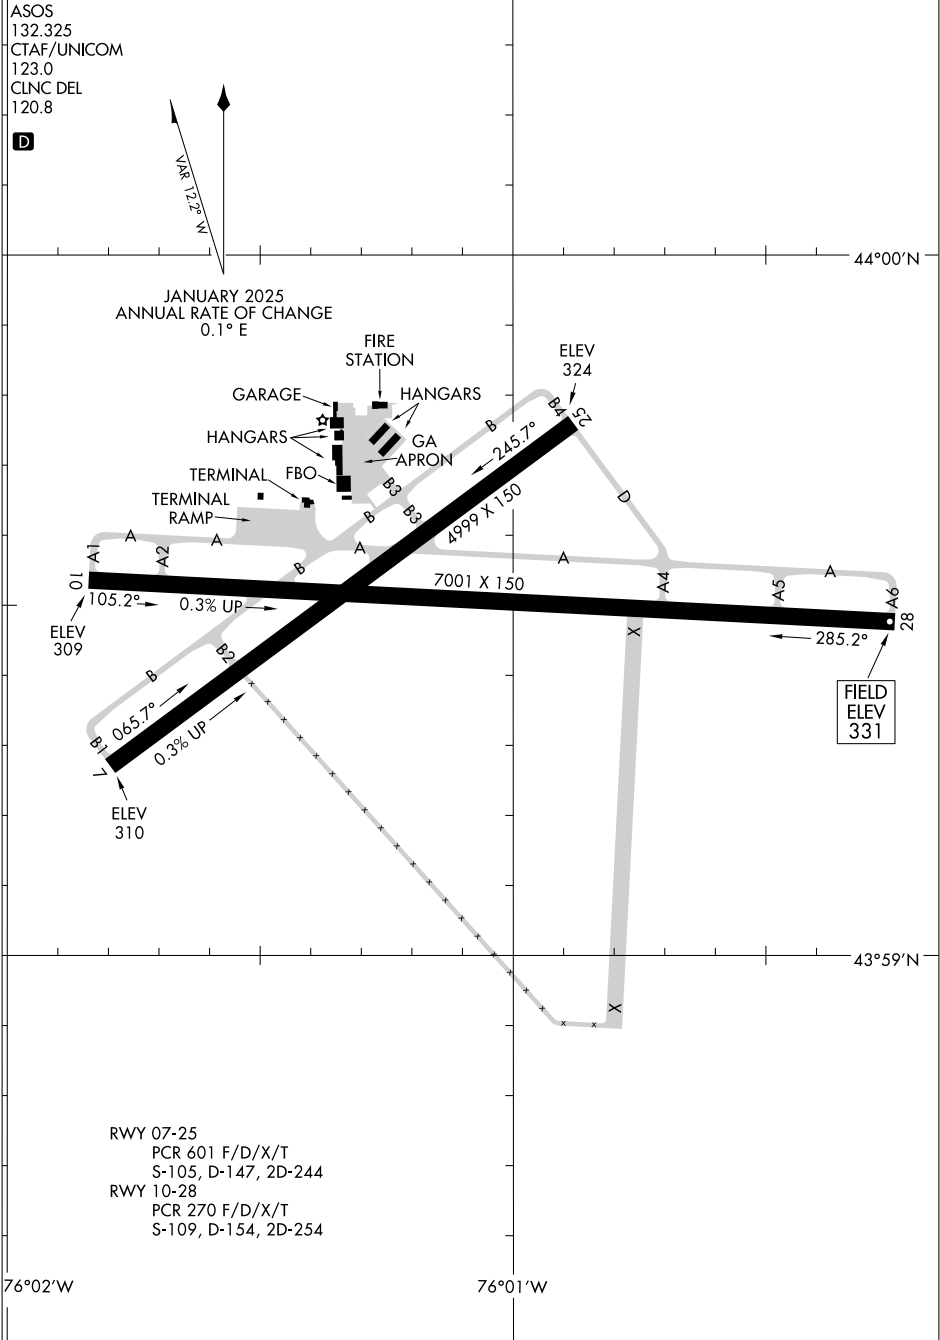 ASOS
132.325
CTAF/UNICOM
123.0
CLNC DEL
120.8
D
VAR 12.2° W
44°00'N
JANUARY 2025
ANNUAL RATE OF CHANGE
0.1° E
FIRE
STATION
ELEV
324
GARAGE
HANGARS
HANGARS
B4
25
B
245.7°
GA
APRON
TERMINAL
FBO
B3
TERMINAL
RAMP
B
B3
4999 X 150
D
A1
A
A2
A
A
A
A
B
10
7001 X 150
A4
A5
A6
105.2°
0.3% UP
28
ELEV
309
X
285.2°
B2
B
065.7°
0.3% UP
FIELD
ELEV
331
B1
7
ELEV
310
43°59'N
X
x x
RWY 07-25
PCR 601 F/D/X/T
S-105, D-147, 2D-244
RWY 10-28
PCR 270 F/D/X/T
S-109, D-154, 2D-254
76°02'W
76°01'W